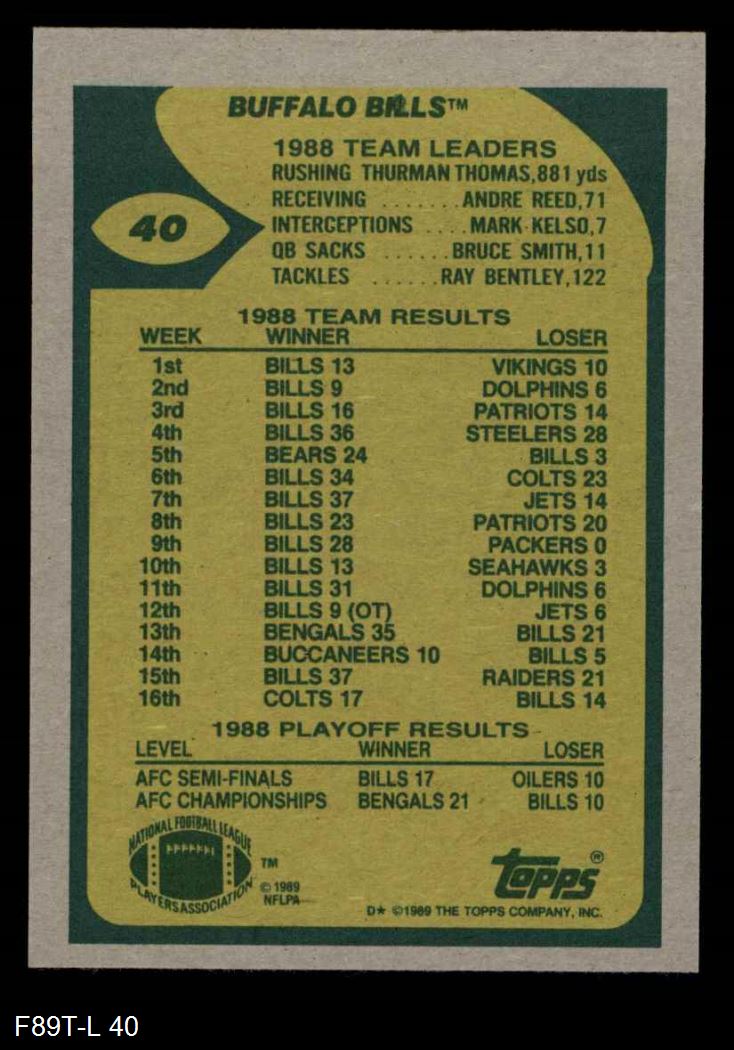 BUFFALO BILLS™
1988 TEAM LEADERS
RUSHING THURMAN THOMAS, 881 yds
RECEIVING ....... ANDRE REED, 71
40
INTERCEPTIONS .... MARK KELSO, 7
QB SACKS ...... BRUCE SMITH, 11
TACKLES ...... RAY BENTLEY, 122
1988 TEAM RESULTS
WEEK WINNER LOSER
1st BILLS 13 VIKINGS 10
2nd BILLS 9 DOLPHINS 6
3rd BILLS 16 PATRIOTS 14
4th BILLS 36 STEELERS 28
5th BEARS 24 BILLS 3
6th BILLS 34 COLTS 23
7th BILLS 37 JETS 14
8th BILLS 23 PATRIOTS 20
9th BILLS 28 PACKERS 0
10th BILLS 13 SEAHAWKS 3
11th BILLS 31 DOLPHINS 6
12th BILLS 9 (OT) JETS 6
13th BENGALS 35 BILLS 21
14th BUCCANEERS 10 BILLS 5
15th BILLS 37 RAIDERS 21
16th COLTS 17 BILLS 14
1988 PLAYOFF RESULTS
LEVEL WINNER LOSER
AFC SEMI-FINALS BILLS 17 OILERS 10
AFC CHAMPIONSHIPS BENGALS 21 BILLS 10
NATIONAL FOOTBALL LEAGUE
PLAYERS ASSOCIATION
TM
© 1989
NFLPA
Topps®
D★ ©1989 THE TOPPS COMPANY, INC.
F89T-L 40